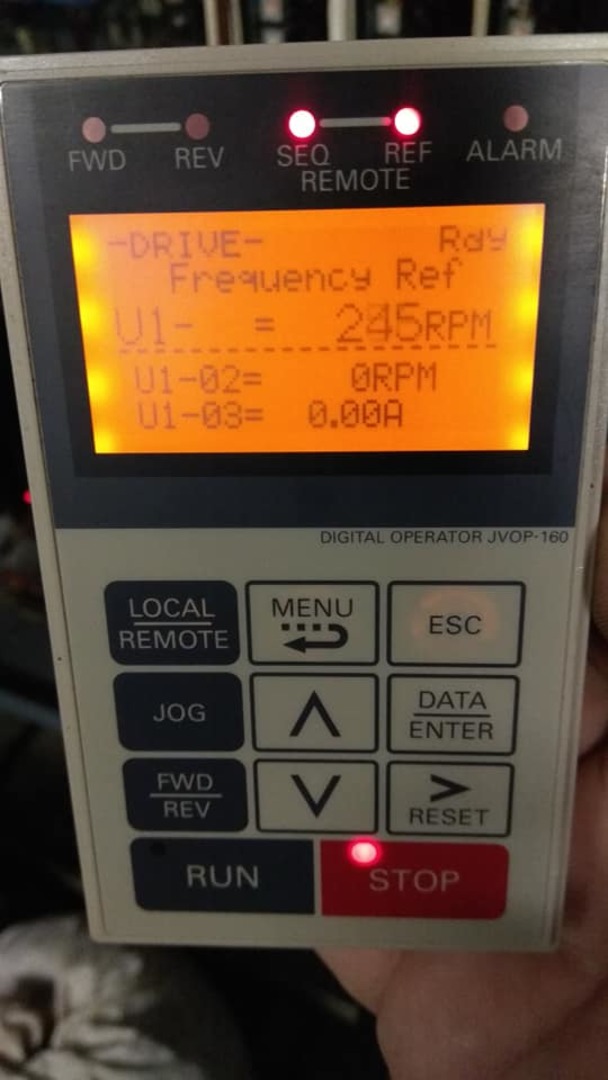 FWD REV SEQ REF ALARM
REMOTE
-DRIVE- Rdy
Frequency Ref
U1- = 245RPM
U1-02= 0RPM
U1-03= 0.00A
DIGITAL OPERATOR JVOP-160
LOCAL MENU ESC
REMOTE
JOG DATA
ENTER
FWD >
REV RESET
RUN STOP